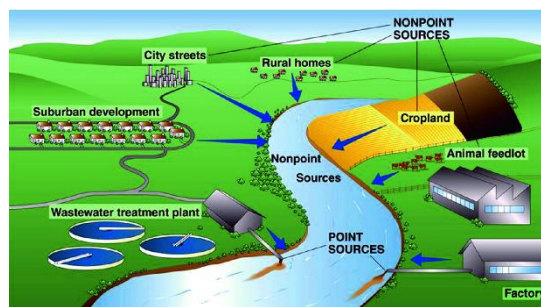 NONPOINT
SOURCES
City streets
Rural homes
Suburban development
Cropland
Animal feedlot
Nonpoint
Sources
Wastewater treatment plant
POINT
SOURCES
Factory